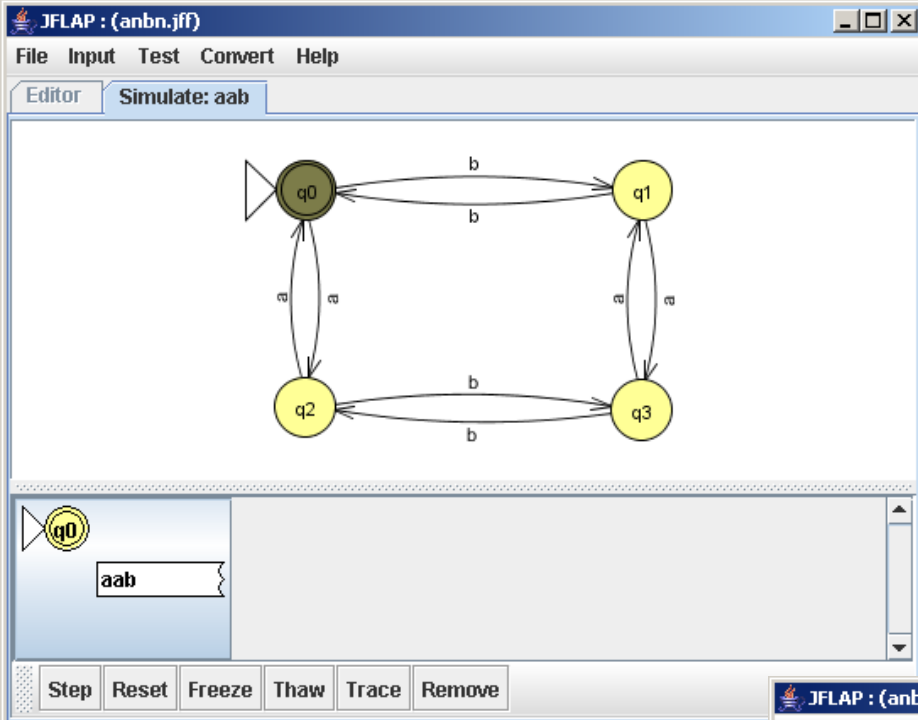 JFLAP : (anbn.jff)
File Input Test Convert Help
Editor Simulate: aab
b
q0 q1
b
a a a a
b
q2 q3
b
q0
aab
Step Reset Freeze Thaw Trace Remove
JFLAP : (anb